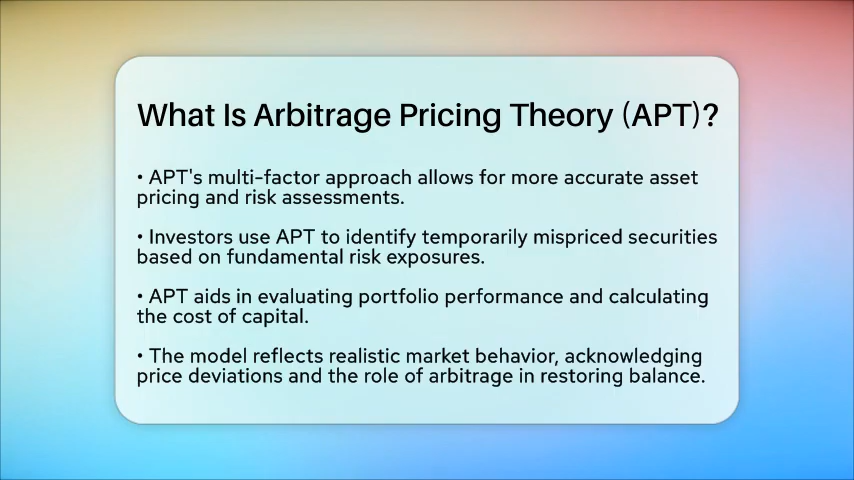 What Is Arbitrage Pricing Theory (APT)?
• APT's multi-factor approach allows for more accurate asset
pricing and risk assessments.
• Investors use APT to identify temporarily mispriced securities
based on fundamental risk exposures.
• APT aids in evaluating portfolio performance and calculating
the cost of capital.
• The model reflects realistic market behavior, acknowledging
price deviations and the role of arbitrage in restoring balance.